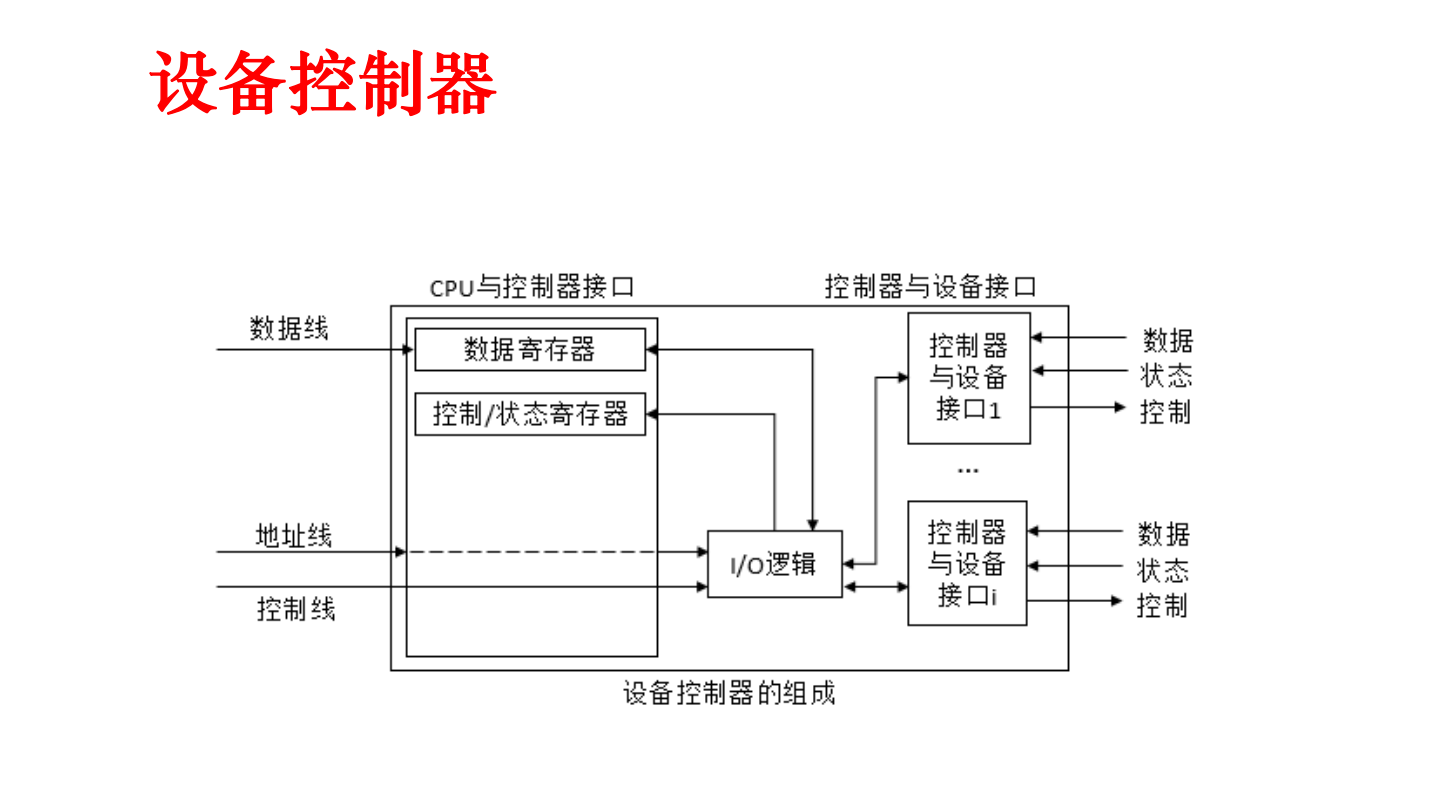 设备控制器
CPU与控制器接口
控制器与设备接口
数据线
数据寄存器
控制/状态寄存器
地址线
控制线
I/O逻辑
控制器
与设备
接口1
数据
状态
控制
...
控制器
与设备
接口i
数据
状态
控制
设备控制器的组成